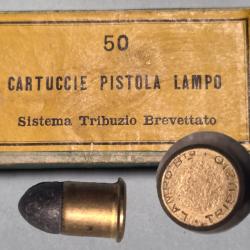 50
CARTUCCIE PISTOLA LAMPO
Sistema Tribuzio Brevettato